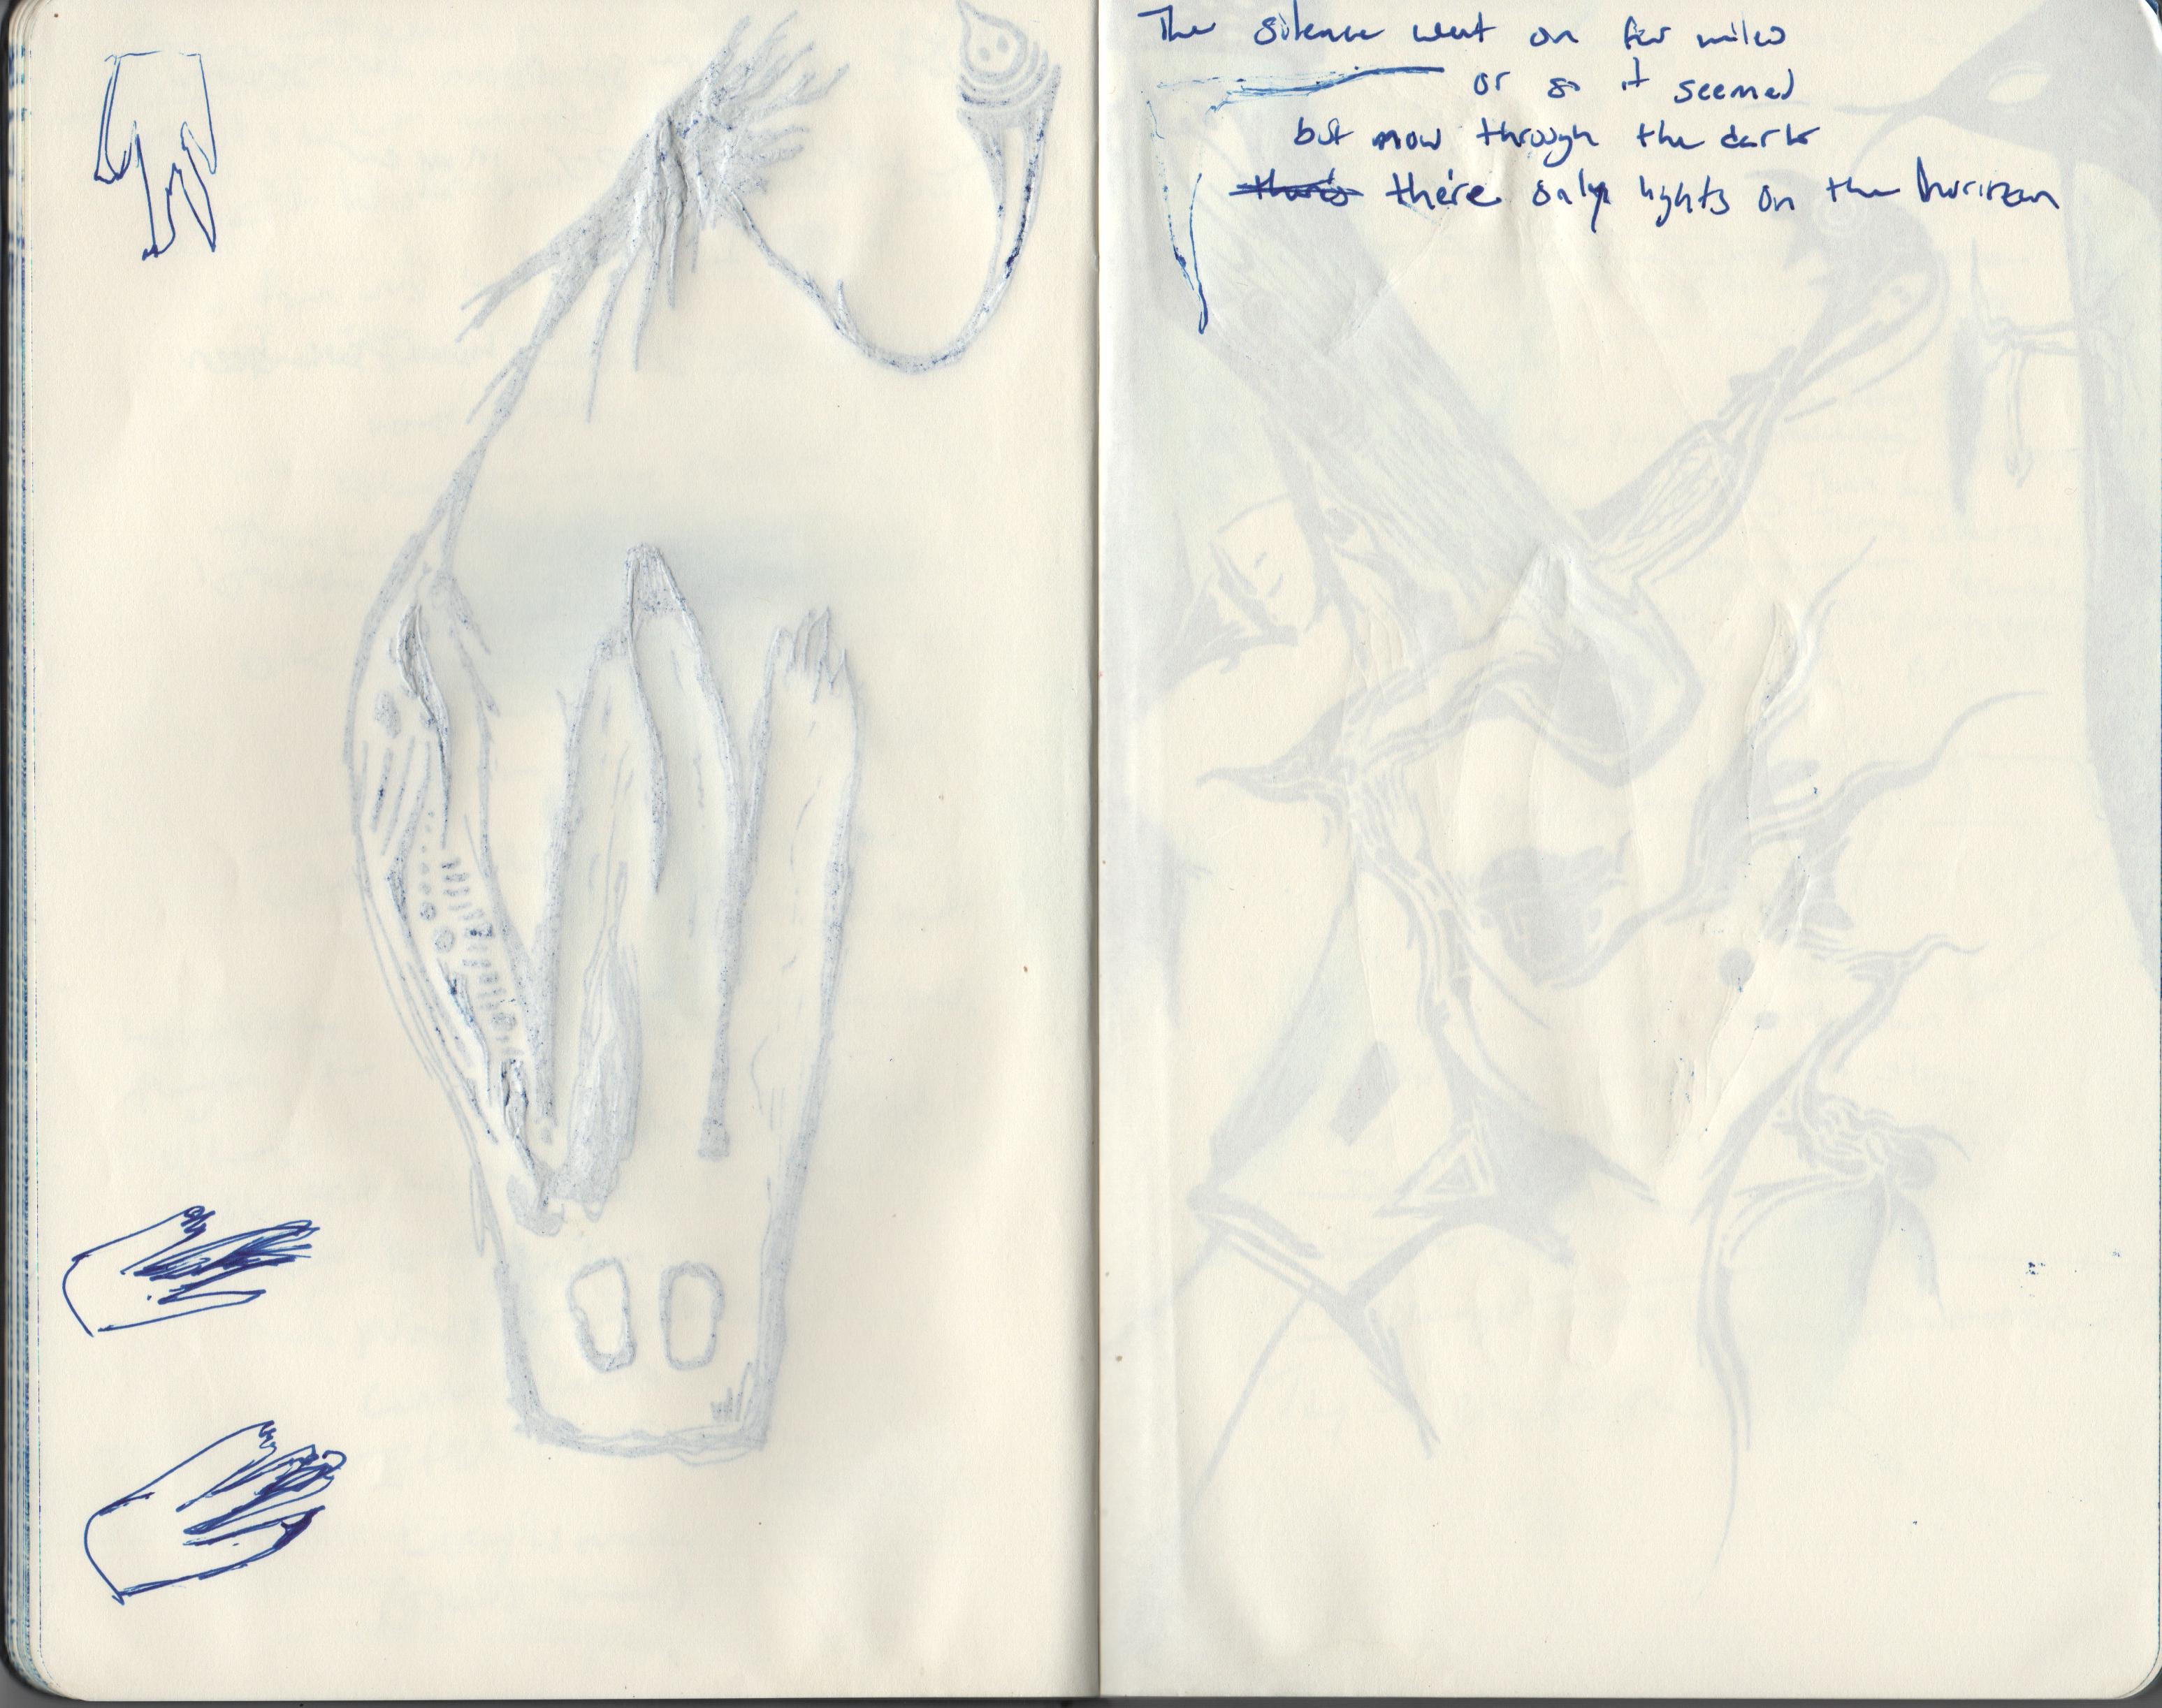 The silence went on for miles
or so it seemed
but now through the dark
there's there only lights on the horizon